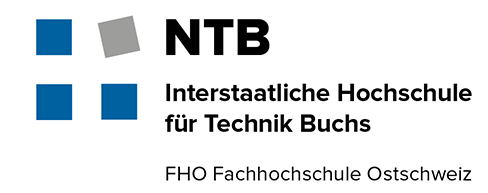 NTB
Interstaatliche Hochschule
für Technik Buchs
FHO Fachhochschule Ostschweiz